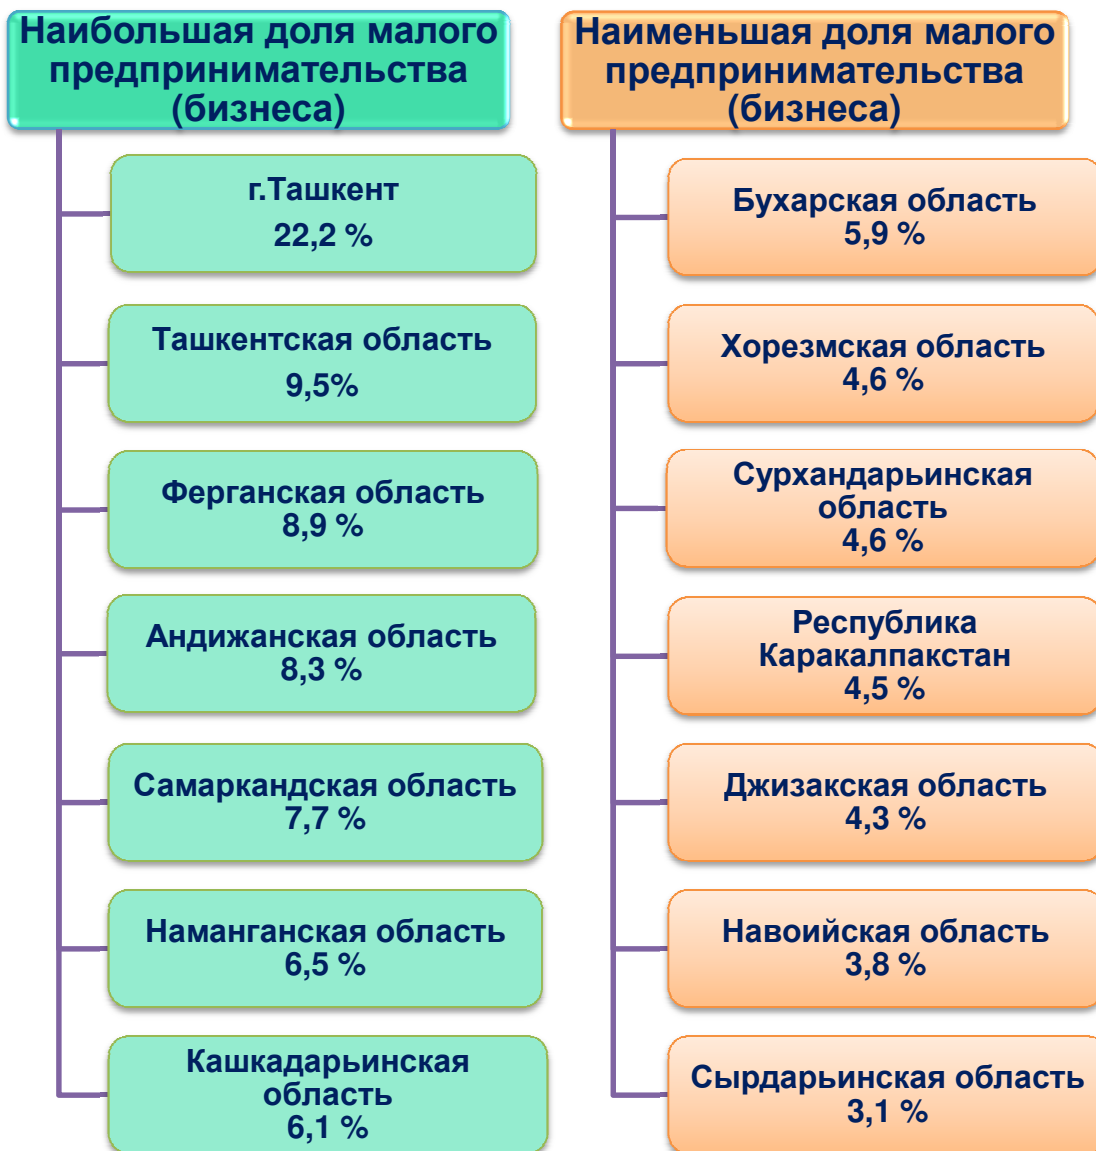 Наибольшая доля малого
предпринимательства
(бизнеса)
г.Ташкент
22,2 %
Ташкентская область
9,5%
Ферганская область
8,9 %
Андижанская область
8,3 %
Самаркандская область
7,7 %
Наманганская область
6,5 %
Кашкадарьинская
область
6,1 %
Наименьшая доля малого
предпринимательства
(бизнеса)
Бухарская область
5,9 %
Хорезмская область
4,6 %
Сурхандарьинская
область
4,6 %
Республика
Каракалпакстан
4,5 %
Джизакская область
4,3 %
Навоийская область
3,8 %
Сырдарьинская область
3,1 %